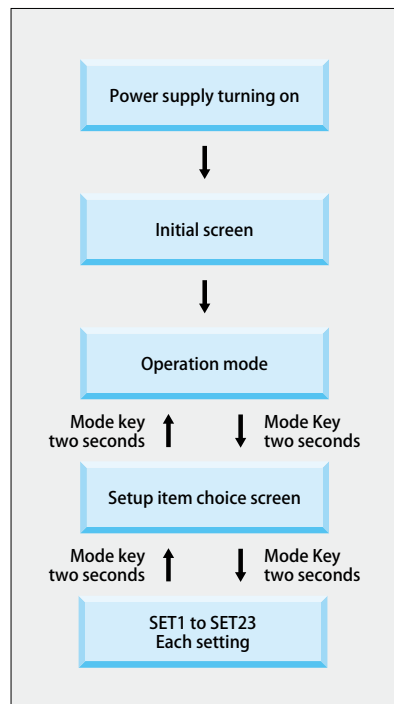 Power supply turning on
Initial screen
Operation mode
Mode key
two seconds
Mode Key
two seconds
Setup item choice screen
Mode key
two seconds
Mode Key
two seconds
SET1 to SET23
Each setting